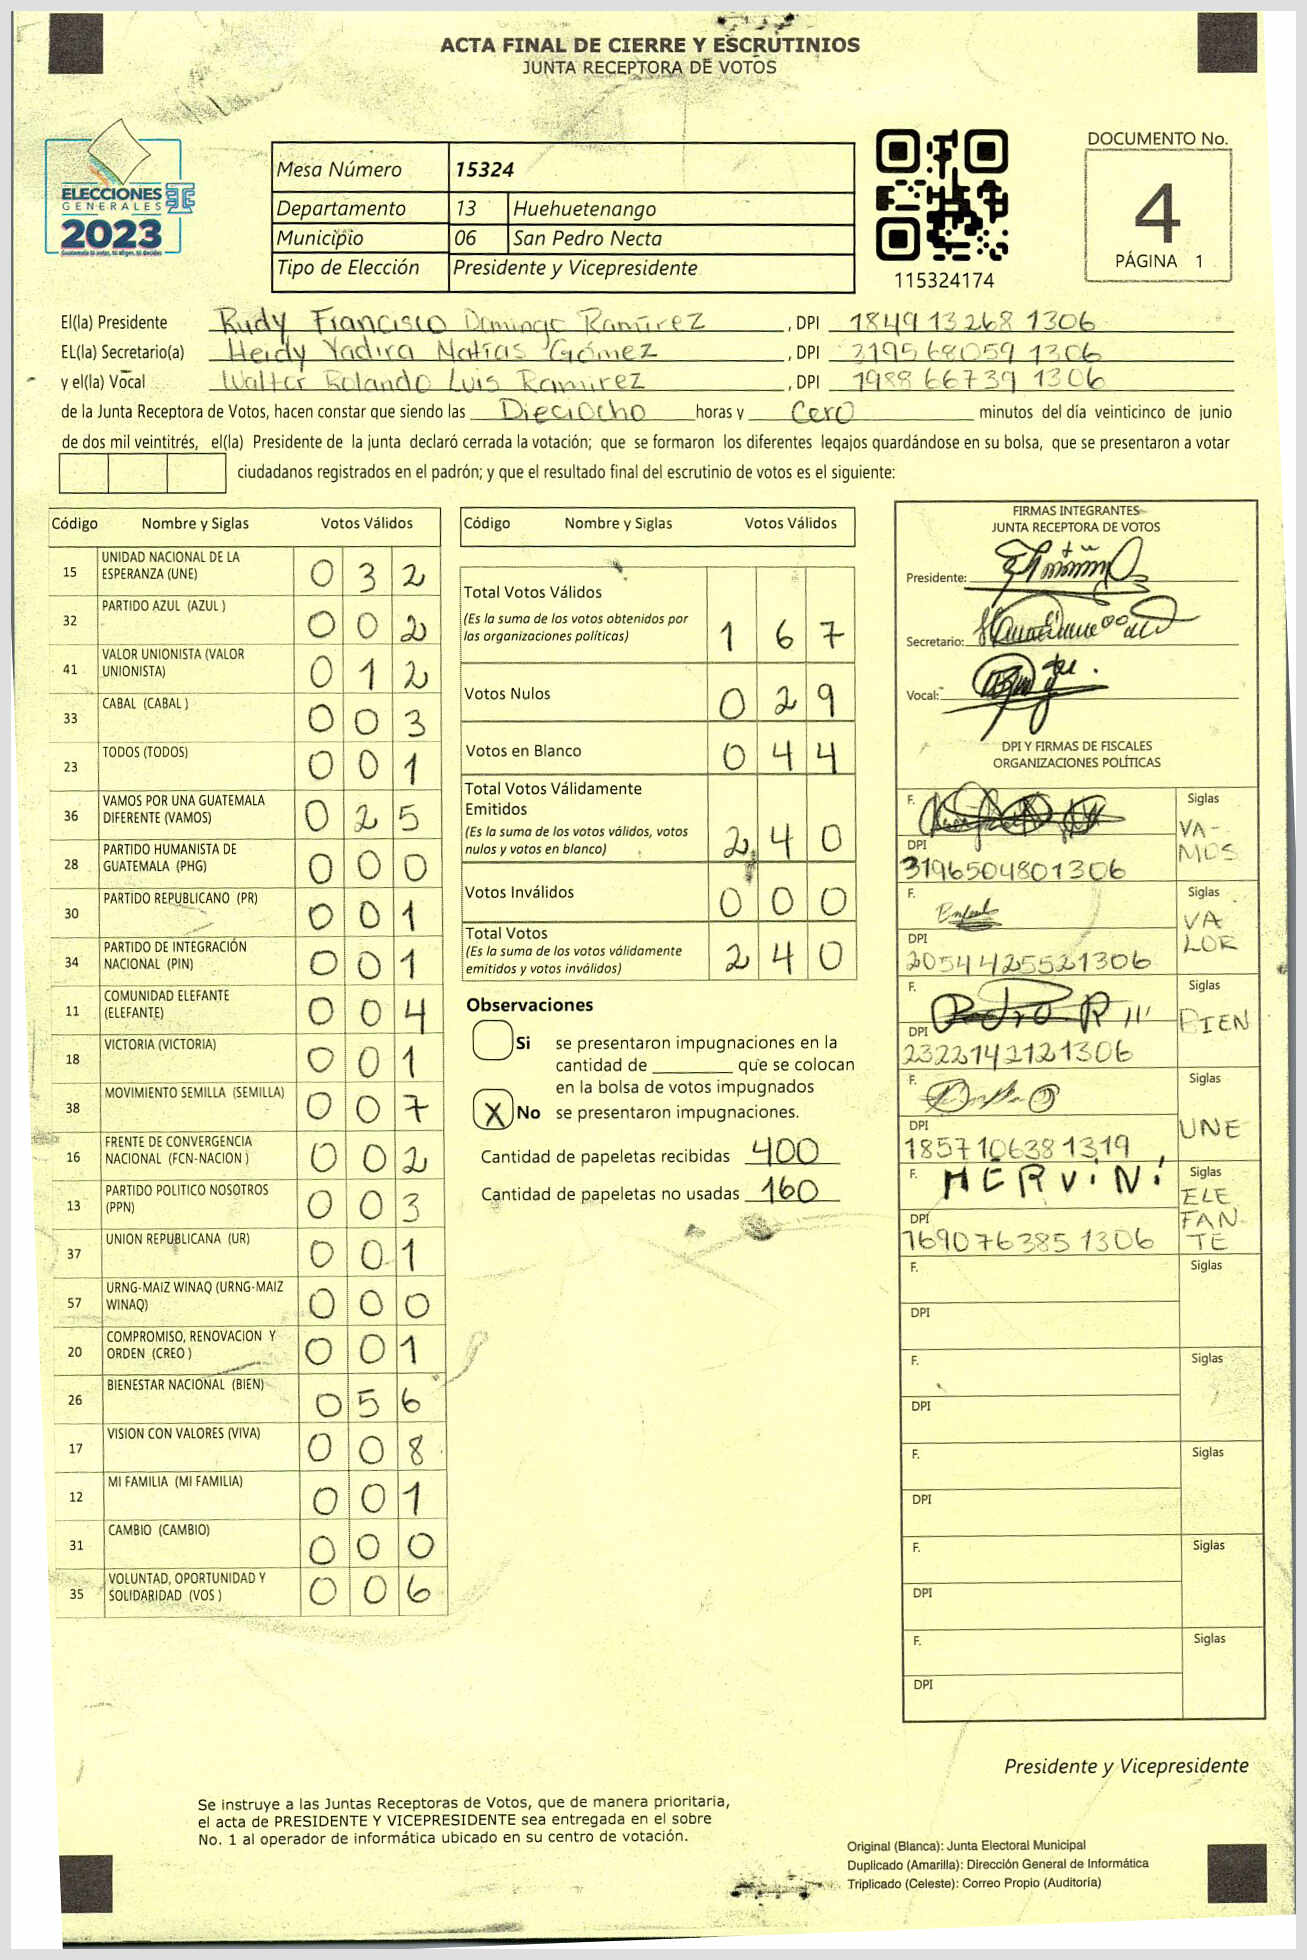 ACTA FINAL DE CIERRE Y ESCRUTINIOS
JUNTA RECEPTORA DE VOTOS
ELECCIONES
GENERALES
2023
Mesa Número 15324
Departamento 13 Huehuetenango
Municipio 06 San Pedro Necta
Tipo de Elección Presidente y Vicepresidente
115324174
DOCUMENTO No.
4
PÁGINA 1
El(la) Presidente Rudy Francisco Domingo Ramírez , DPI 1849 13268 1306
EL(la) Secretario(a) Heidy Yadira Matías Gómez , DPI 319568059 1306
y el(la) Vocal Walter Rolando Luis Ramirez , DPI 1988 66739 1306
de la Junta Receptora de Votos, hacen constar que siendo las Dieciocho horas y Cero minutos del día veinticinco de junio
de dos mil veintitrés, el(la) Presidente de la junta declaró cerrada la votación; que se formaron los diferentes legajos quardándose en su bolsa, que se presentaron a votar
ciudadanos registrados en el padrón; y que el resultado final del escrutinio de votos es el siguiente:
Código Nombre y Siglas Votos Válidos
15 UNIDAD NACIONAL DE LA ESPERANZA (UNE) 0 3 2
32 PARTIDO AZUL (AZUL ) 0 0 2
41 VALOR UNIONISTA (VALOR UNIONISTA) 0 1 2
33 CABAL (CABAL ) 0 0 3
23 TODOS (TODOS) 0 0 1
36 VAMOS POR UNA GUATEMALA DIFERENTE (VAMOS) 0 2 5
28 PARTIDO HUMANISTA DE GUATEMALA (PHG) 0 0 0
30 PARTIDO REPUBLICANO (PR) 0 0 1
34 PARTIDO DE INTEGRACIÓN NACIONAL (PIN) 0 0 1
11 COMUNIDAD ELEFANTE (ELEFANTE) 0 0 4
18 VICTORIA (VICTORIA) 0 0 1
38 MOVIMIENTO SEMILLA (SEMILLA) 0 0 7
16 FRENTE DE CONVERGENCIA NACIONAL (FCN-NACION ) 0 0 2
13 PARTIDO POLITICO NOSOTROS (PPN) 0 0 3
37 UNION REPUBLICANA (UR) 0 0 1
57 URNG-MAIZ WINAQ (URNG-MAIZ WINAQ) 0 0 0
20 COMPROMISO, RENOVACION Y ORDEN (CREO ) 0 0 1
26 BIENESTAR NACIONAL (BIEN) 0 5 6
17 VISION CON VALORES (VIVA) 0 0 8
12 MI FAMILIA (MI FAMILIA) 0 0 1
31 CAMBIO (CAMBIO) 0 0 0
35 VOLUNTAD, OPORTUNIDAD Y SOLIDARIDAD (VOS ) 0 0 6
Código Nombre y Siglas Votos Válidos
Total Votos Válidos
(Es la suma de los votos obtenidos por
las organizaciones políticas) 1 6 7
Votos Nulos 0 2 9
Votos en Blanco 0 4 4
Total Votos Válidamente
Emitidos
(Es la suma de los votos válidos, votos
nulos y votos en blanco) 2 4 0
Votos Inválidos 0 0 0
Total Votos
(Es la suma de los votos válidamente
emitidos y votos inválidos) 2 4 0
Observaciones
Si se presentaron impugnaciones en la
cantidad de que se colocan
en la bolsa de votos impugnados
X No se presentaron impugnaciones.
Cantidad de papeletas recibidas 400
Cantidad de papeletas no usadas 160
FIRMAS INTEGRANTES
JUNTA RECEPTORA DE VOTOS
Presidente:
Secretario:
Vocal:
DPI Y FIRMAS DE FISCALES
ORGANIZACIONES POLÍTICAS
F. Siglas
VA-
MOS
DPI
3196504801306
F. Siglas
VA
LOR
DPI
2054425521306
F. Siglas
BIEN
DPI
2322142121306
F. Siglas
UNE
DPI
1857106381319
F. MERVIN Siglas
ELE
FAN-
TE
DPI
1690763851306
F. Siglas
DPI
F. Siglas
DPI
F. Siglas
DPI
F. Siglas
DPI
F. Siglas
DPI
Presidente y Vicepresidente
Se instruye a las Juntas Receptoras de Votos, que de manera prioritaria,
el acta de PRESIDENTE Y VICEPRESIDENTE sea entregada en el sobre
No. 1 al operador de informática ubicado en su centro de votación.
Original (Blanca): Junta Electoral Municipal
Duplicado (Amarilla): Dirección General de Informática
Triplicado (Celeste): Correo Propio (Auditoría)